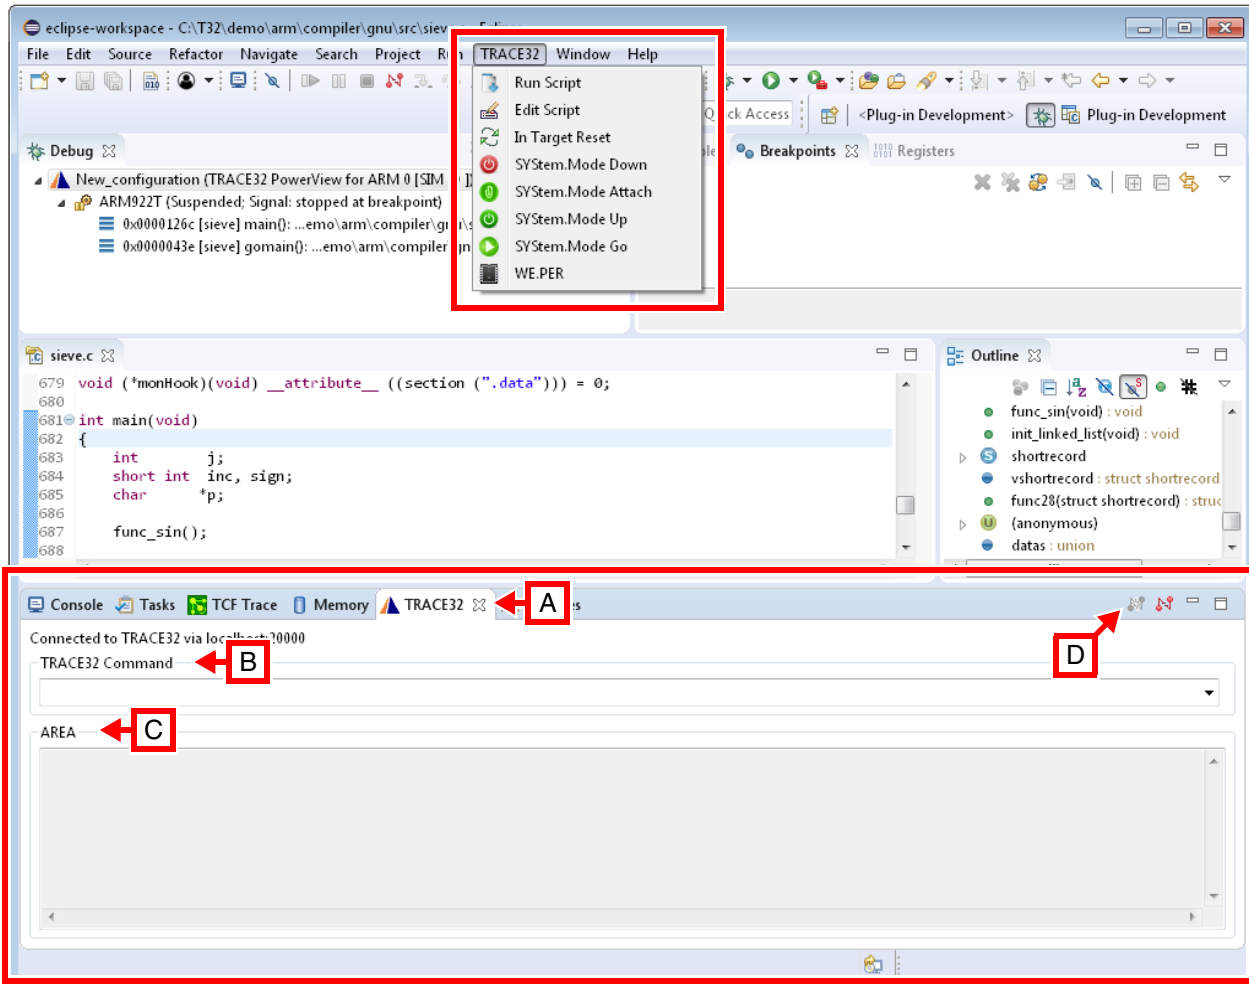 eclipse-workspace - C:\T32\demo\arm\compiler\gnu\src\siev
File Edit Source Refactor Navigate Search Project TRACE32 Window Help
Run Script
Edit Script
In Target Reset
SYStem.Mode Down
SYStem.Mode Attach
SYStem.Mode Up
SYStem.Mode Go
WE.PER
ck Access <Plug-in Development> Plug-in Development
Debug
Breakpoints Registers
New_configuration (TRACE32 PowerView for ARM 0 [SIM
ARM922T (Suspended; Signal: stopped at breakpoint)
0x0000126c [sieve] main(): ...emo\arm\compiler\gnu\s
0x0000043e [sieve] gomain(): ...emo\arm\compiler
sieve.c
679 void (*monHook)(void) __attribute__ ((section (".data"))) = 0;
680
681 int main(void)
682 {
683 int j;
684 short int inc, sign;
685 char *p;
686
687 func_sin();
688
Outline
func_sin(void) : void
init_linked_list(void) : void
shortrecord
vshortrecord : struct shortrecord
func28(struct shortrecord) : struc
(anonymous)
datas : union
Console Tasks TCF Trace Memory TRACE32 A
Connected to TRACE32 via localhost:20000
TRACE32 Command B
D
AREA C